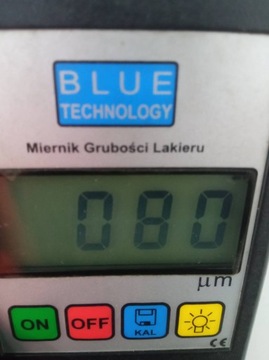 BLUE
TECHNOLOGY
Miernik Grubości Lakieru
080
µm
ON OFF KAL
CE